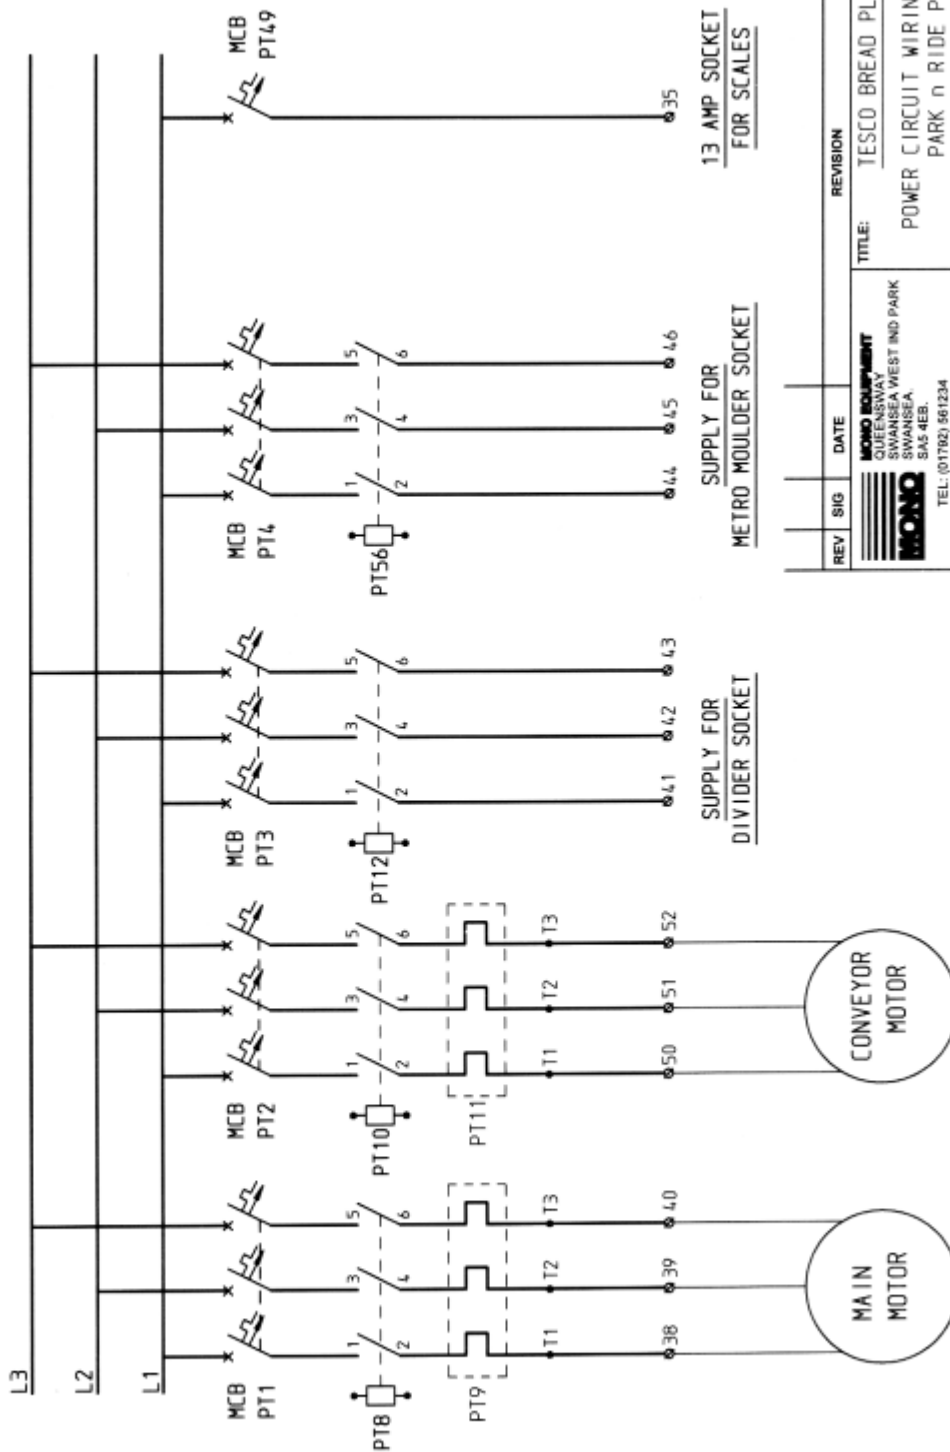 L3
L2
L1
MCB
PT1
MCB
PT2
MCB
PT3
MCB
PT4
MCB
PT49
1
3
5
1
3
5
1
3
5
1
3
5
2
4
6
2
4
6
2
4
6
2
4
6
PT8
PT10
PT12
PT56
PT9
PT11
T1
T2
T3
T1
T2
T3
38
39
40
50
51
52
41
42
43
44
45
46
35
MAIN
MOTOR
CONVEYOR
MOTOR
SUPPLY FOR
DIVIDER SOCKET
SUPPLY FOR
METRO MOULDER SOCKET
13 AMP SOCKET
FOR SCALES
REV SIG DATE REVISION
MONO
MONO EQUIPMENT
QUEENSWAY
SWANSEA WEST IND PARK
SWANSEA.
SA5 4EB.
TEL: (01792) 561234
TITLE:
TESCO BREAD PL
POWER CIRCUIT WIRIN
PARK n RIDE P